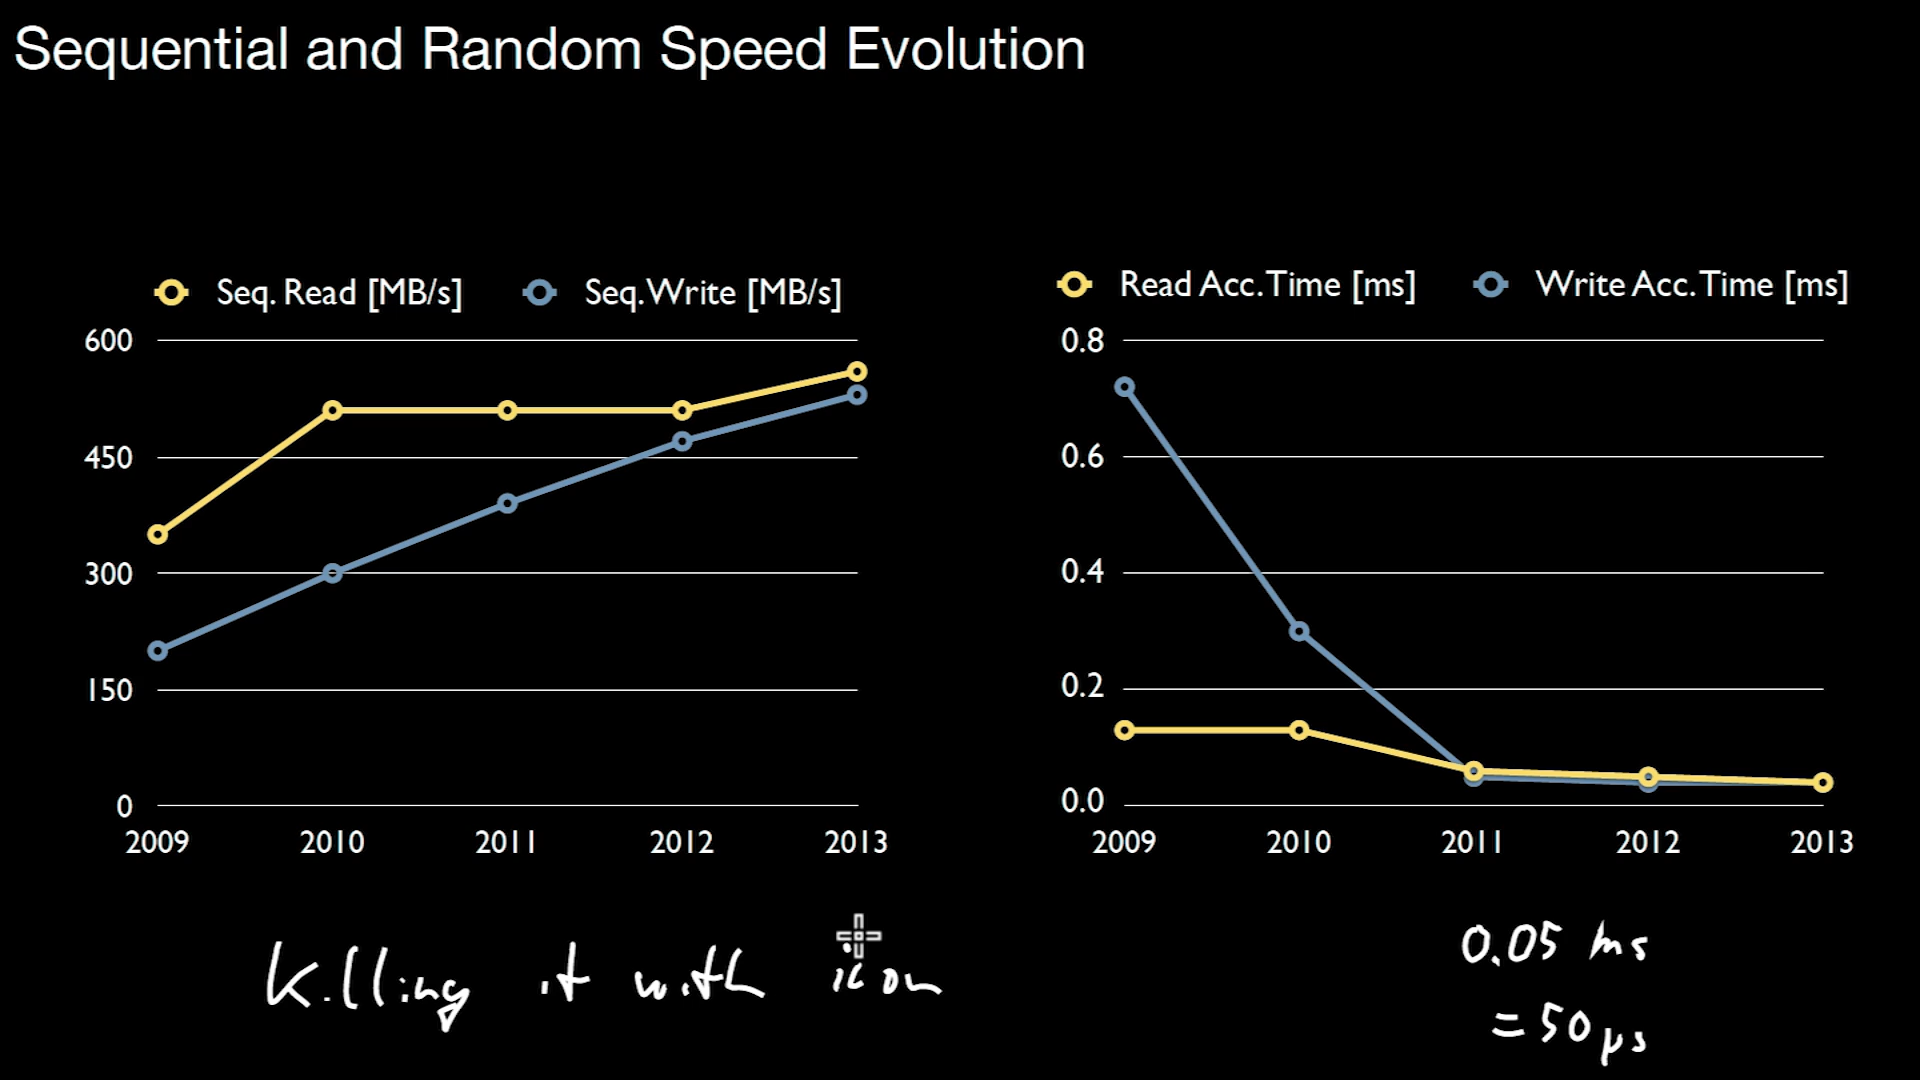 Sequential and Random Speed Evolution
Seq. Read [MB/s] Seq. Write [MB/s]
600
450
300
150
0
2009 2010 2011 2012 2013
Read Acc. Time [ms] Write Acc. Time [ms]
0.8
0.6
0.4
0.2
0.0
2009 2010 2011 2012 2013
Killing it with
0.05 ms
= 50 µs